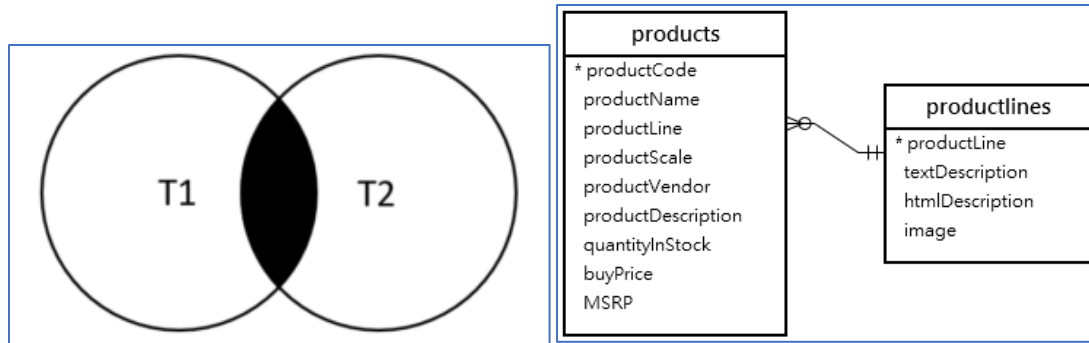 T1
T2
products
* productCode
productName
productLine
productScale
productVendor
productDescription
quantityInStock
buyPrice
MSRP
productlines
* productLine
textDescription
htmlDescription
image